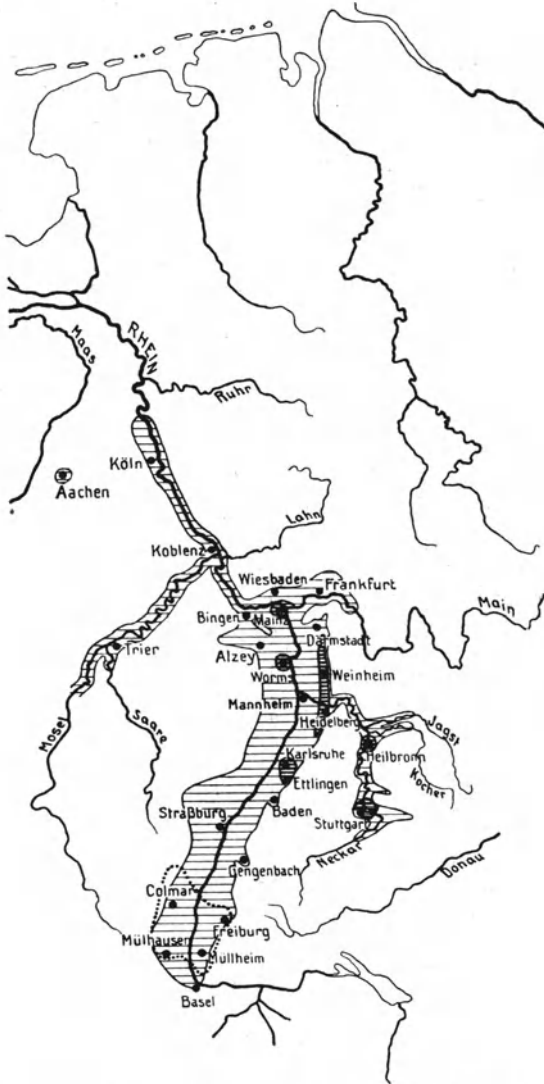 Maas
RHEIN
Ruhr
Köln
Aachen
Lahn
Koblenz
Wiesbaden
Frankfurt
Bingen
Mainz
Main
Darmstadt
Trier
Alzey
Worms
Weinheim
Mannheim
Mosel
Saare
Heidelberg
Jagst
Karlsruhe
Heilbronn
Ettlingen
Kocher
Baden
Straßburg
Stuttgart
Neckar
Gengenbach
Donau
Colmar
Freiburg
Mülhausen
Müllheim
Basel